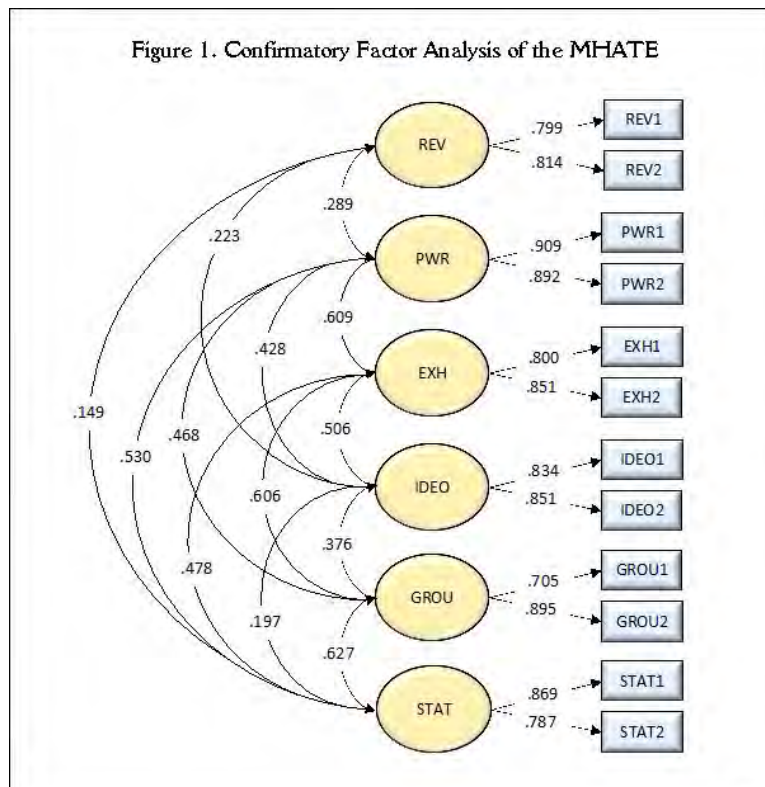 Figure 1. Confirmatory Factor Analysis of the MHATE
REV
.799
REV1
.814
REV2
.289
.223
PWR
.909
PWR1
.892
PWR2
.609
.428
EXH
.800
EXH1
.851
EXH2
.149
.530
.468
.506
IDEO
.834
IDEO1
.851
IDEO2
.606
.376
.478
GROU
.705
GROU1
.895
GROU2
.197
.627
STAT
.869
STAT1
.787
STAT2